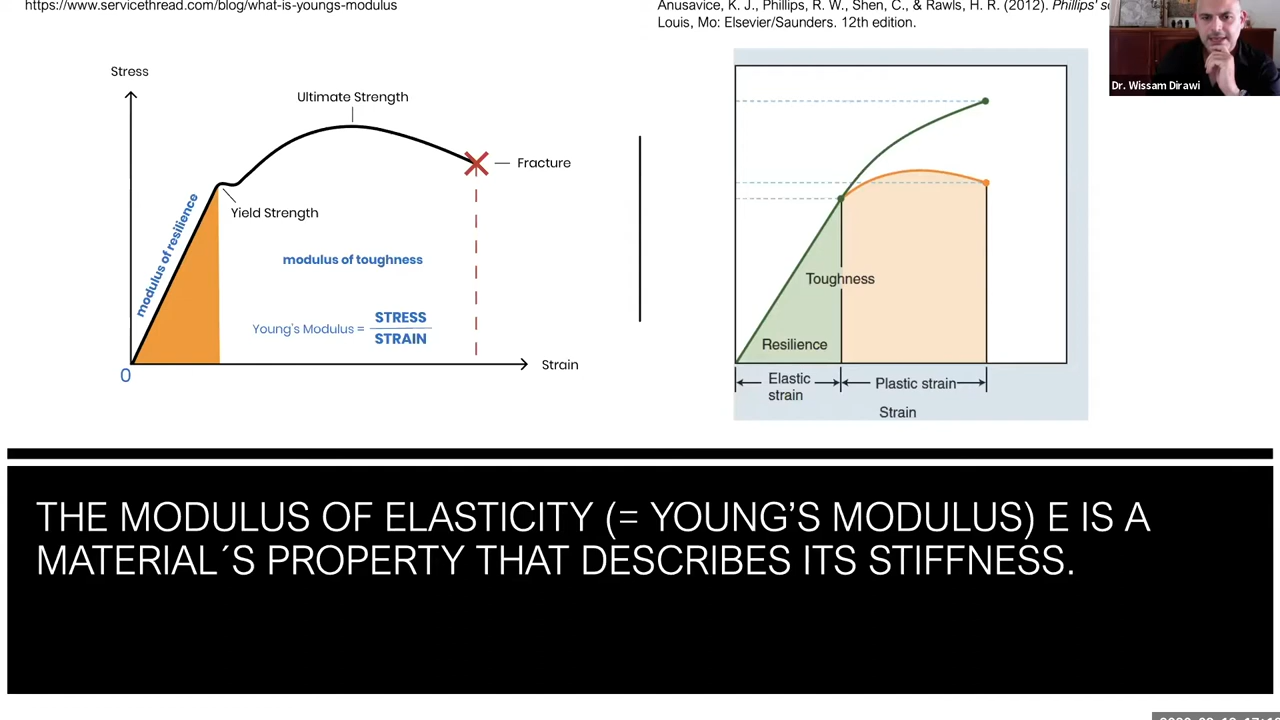 https://www.servicethread.com/blog/what-is-youngs-modulus
Anusavice, K. J., Phillips, R. W., Shen, C., & Rawls, H. R. (2012). Phillips'
Louis, Mo: Elsevier/Saunders. 12th edition.
Dr. Wissam Dirawi
Stress
Ultimate Strength
Fracture
Yield Strength
modulus of resilience
modulus of toughness
Young's Modulus = STRESS
STRAIN
Strain
0
Toughness
Resilience
Elastic
strain
Plastic strain
Strain
THE MODULUS OF ELASTICITY (= YOUNG’S MODULUS) E IS A
MATERIAL´S PROPERTY THAT DESCRIBES ITS STIFFNESS.